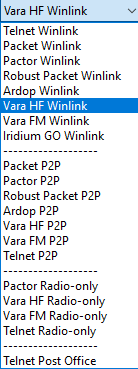 Vara HF Winlink
Telnet Winlink
Packet Winlink
Pactor Winlink
Robust Packet Winlink
Ardop Winlink
Vara HF Winlink
Vara FM Winlink
Iridium GO Winlink
-------------------
Packet P2P
Pactor P2P
Robust Packet P2P
Ardop P2P
Vara HF P2P
Vara FM P2P
Telnet P2P
-------------------
Pactor Radio-only
Vara HF Radio-only
Vara FM Radio-only
Telnet Radio-only
-------------------
Telnet Post Office